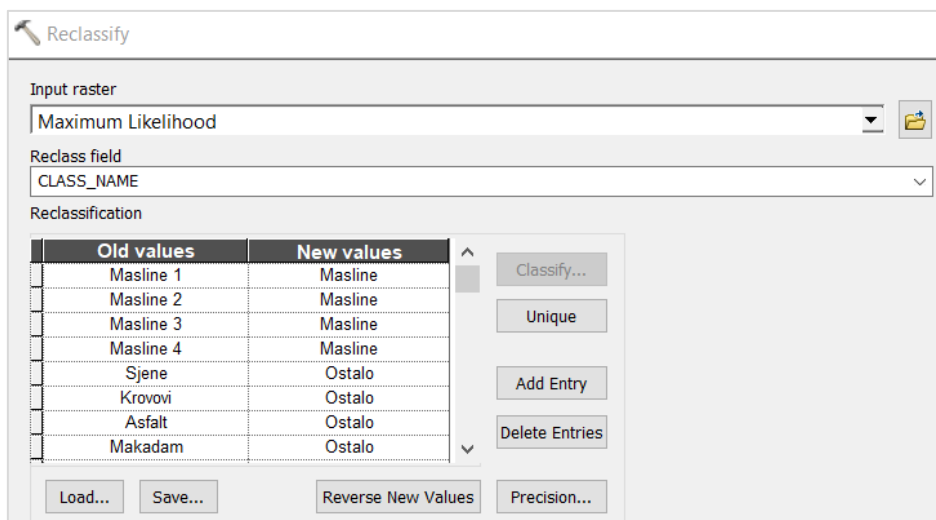 Reclassify
Input raster
Maximum Likelihood
Reclass field
CLASS_NAME
Reclassification
Old values New values
Masline 1 Masline
Masline 2 Masline
Masline 3 Masline
Masline 4 Masline
Sjene Ostalo
Krovovi Ostalo
Asfalt Ostalo
Makadam Ostalo
Classify...
Unique
Add Entry
Delete Entries
Load... Save... Reverse New Values Precision...